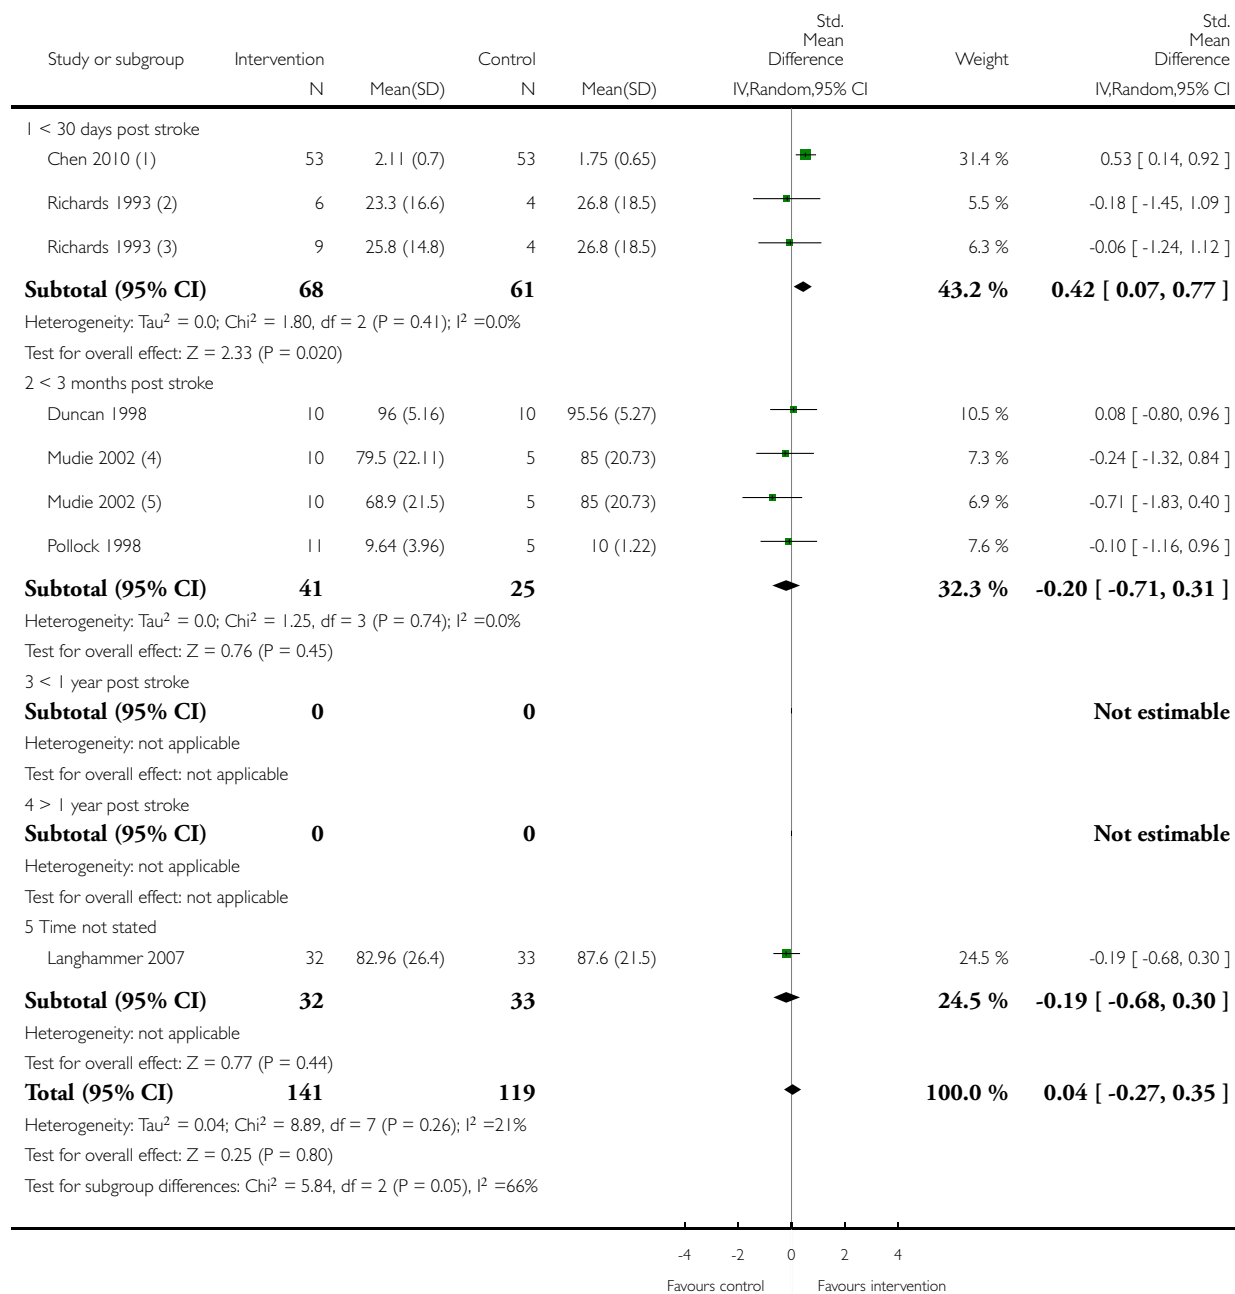 Study or subgroup Intervention Control Std. Mean Difference Weight Std. Mean Difference
N Mean(SD) N Mean(SD) IV,Random,95% CI IV,Random,95% CI
1 < 30 days post stroke
Chen 2010 (1) 53 2.11 (0.7) 53 1.75 (0.65) 31.4 % 0.53 [ 0.14, 0.92 ]
Richards 1993 (2) 6 23.3 (16.6) 4 26.8 (18.5) 5.5 % -0.18 [ -1.45, 1.09 ]
Richards 1993 (3) 9 25.8 (14.8) 4 26.8 (18.5) 6.3 % -0.06 [ -1.24, 1.12 ]
Subtotal (95% CI) 68 61 43.2 % 0.42 [ 0.07, 0.77 ]
Heterogeneity: Tau² = 0.0; Chi² = 1.80, df = 2 (P = 0.41); I² =0.0%
Test for overall effect: Z = 2.33 (P = 0.020)
2 < 3 months post stroke
Duncan 1998 10 96 (5.16) 10 95.56 (5.27) 10.5 % 0.08 [ -0.80, 0.96 ]
Mudie 2002 (4) 10 79.5 (22.11) 5 85 (20.73) 7.3 % -0.24 [ -1.32, 0.84 ]
Mudie 2002 (5) 10 68.9 (21.5) 5 85 (20.73) 6.9 % -0.71 [ -1.83, 0.40 ]
Pollock 1998 11 9.64 (3.96) 5 10 (1.22) 7.6 % -0.10 [ -1.16, 0.96 ]
Subtotal (95% CI) 41 25 32.3 % -0.20 [ -0.71, 0.31 ]
Heterogeneity: Tau² = 0.0; Chi² = 1.25, df = 3 (P = 0.74); I² =0.0%
Test for overall effect: Z = 0.76 (P = 0.45)
3 < 1 year post stroke
Subtotal (95% CI) 0 0 Not estimable
Heterogeneity: not applicable
Test for overall effect: not applicable
4 > 1 year post stroke
Subtotal (95% CI) 0 0 Not estimable
Heterogeneity: not applicable
Test for overall effect: not applicable
5 Time not stated
Langhammer 2007 32 82.96 (26.4) 33 87.6 (21.5) 24.5 % -0.19 [ -0.68, 0.30 ]
Subtotal (95% CI) 32 33 24.5 % -0.19 [ -0.68, 0.30 ]
Heterogeneity: not applicable
Test for overall effect: Z = 0.77 (P = 0.44)
Total (95% CI) 141 119 100.0 % 0.04 [ -0.27, 0.35 ]
Heterogeneity: Tau² = 0.04; Chi² = 8.89, df = 7 (P = 0.26); I² =21%
Test for overall effect: Z = 0.25 (P = 0.80)
Test for subgroup differences: Chi² = 5.84, df = 2 (P = 0.05), I² =66%
-4 -2 0 2 4
Favours control Favours intervention